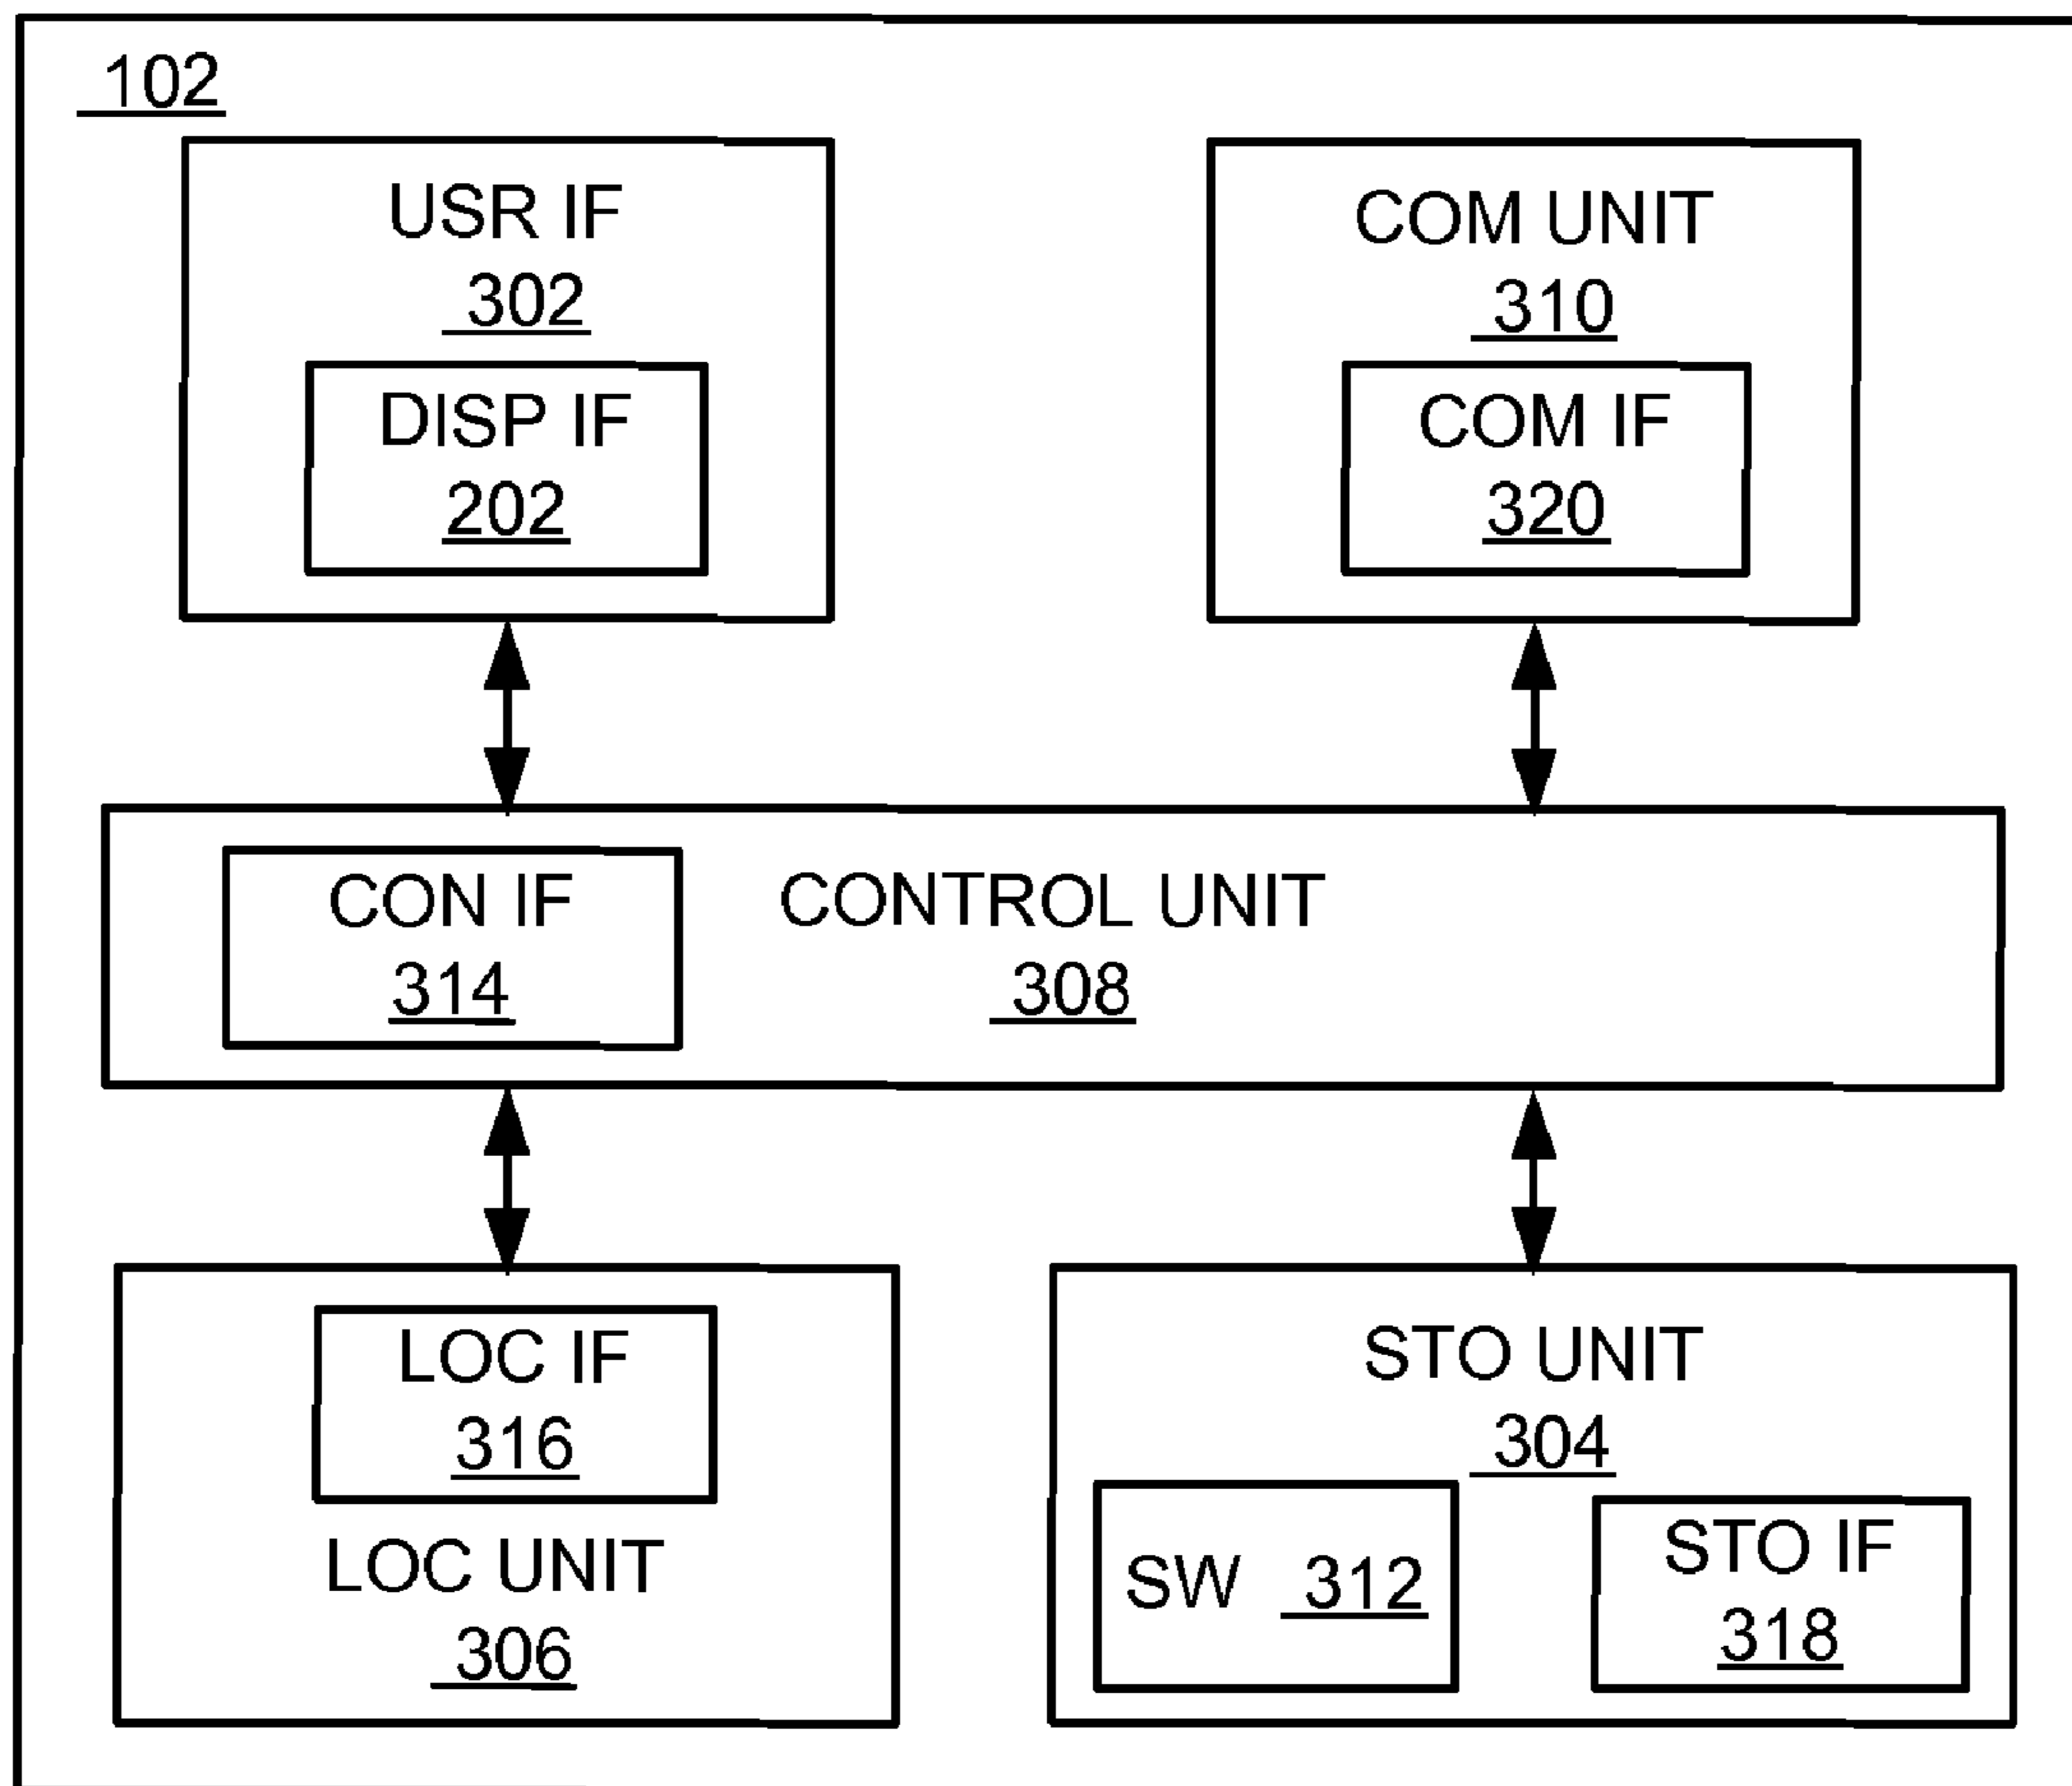 102
USR IF
302
DISP IF
202
COM UNIT
310
COM IF
320
CON IF
314
CONTROL UNIT
308
LOC IF
316
LOC UNIT
306
STO UNIT
304
SW 312
STO IF
318